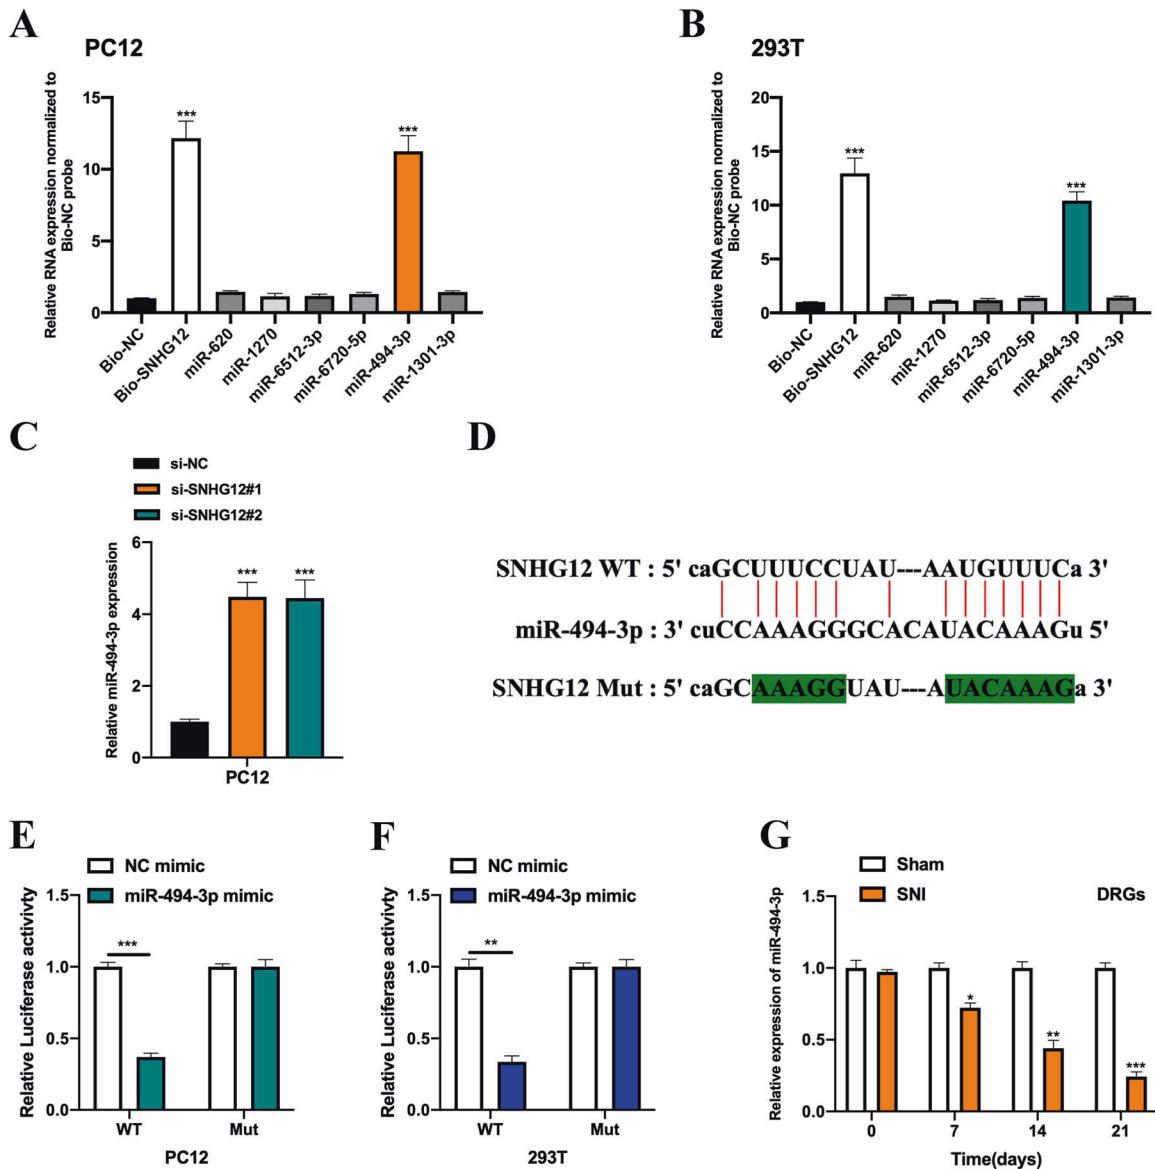 A
PC12
Relative RNA expression normalized to
Bio-NC probe
15
10
5
0
***
***
Bio-NC
Bio-SNHG12
miR-620
miR-1270
miR-6512-3p
miR-6720-5p
miR-494-3p
miR-1301-3p
B
293T
Relative RNA expression normalized to
Bio-NC probe
20
15
10
5
0
***
***
Bio-NC
Bio-SNHG12
miR-620
miR-1270
miR-6512-3p
miR-6720-5p
miR-494-3p
miR-1301-3p
C
si-NC
si-SNHG12#1
si-SNHG12#2
Relative miR-494-3p expression
6
4
2
0
***
***
PC12
D
SNHG12 WT : 5' caGCUUUCCUAU---AAUGUUUCa 3'
miR-494-3p : 3' cuCCAAAGGGCACAUACAAAGu 5'
SNHG12 Mut : 5' caGCAAAGGUAU---AUACAAAGa 3'
E
NC mimic
miR-494-3p mimic
Relative Luciferase activivty
1.5
1.0
0.5
0.0
***
WT
Mut
PC12
F
NC mimic
miR-494-3p mimic
Relative Luciferase activity
1.5
1.0
0.5
0.0
**
WT
Mut
293T
G
Sham
SNI
DRGs
Relative expression of miR-494-3p
1.5
1.0
0.5
0.0
*
**
***
0
7
14
21
Time(days)